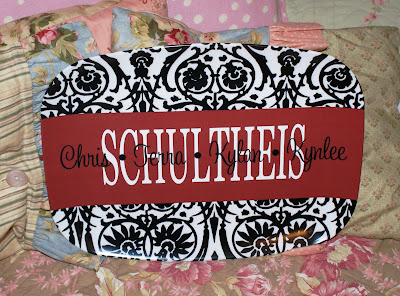 SCHULTHEIS
Chris • Terra • Kylan • Kynlee